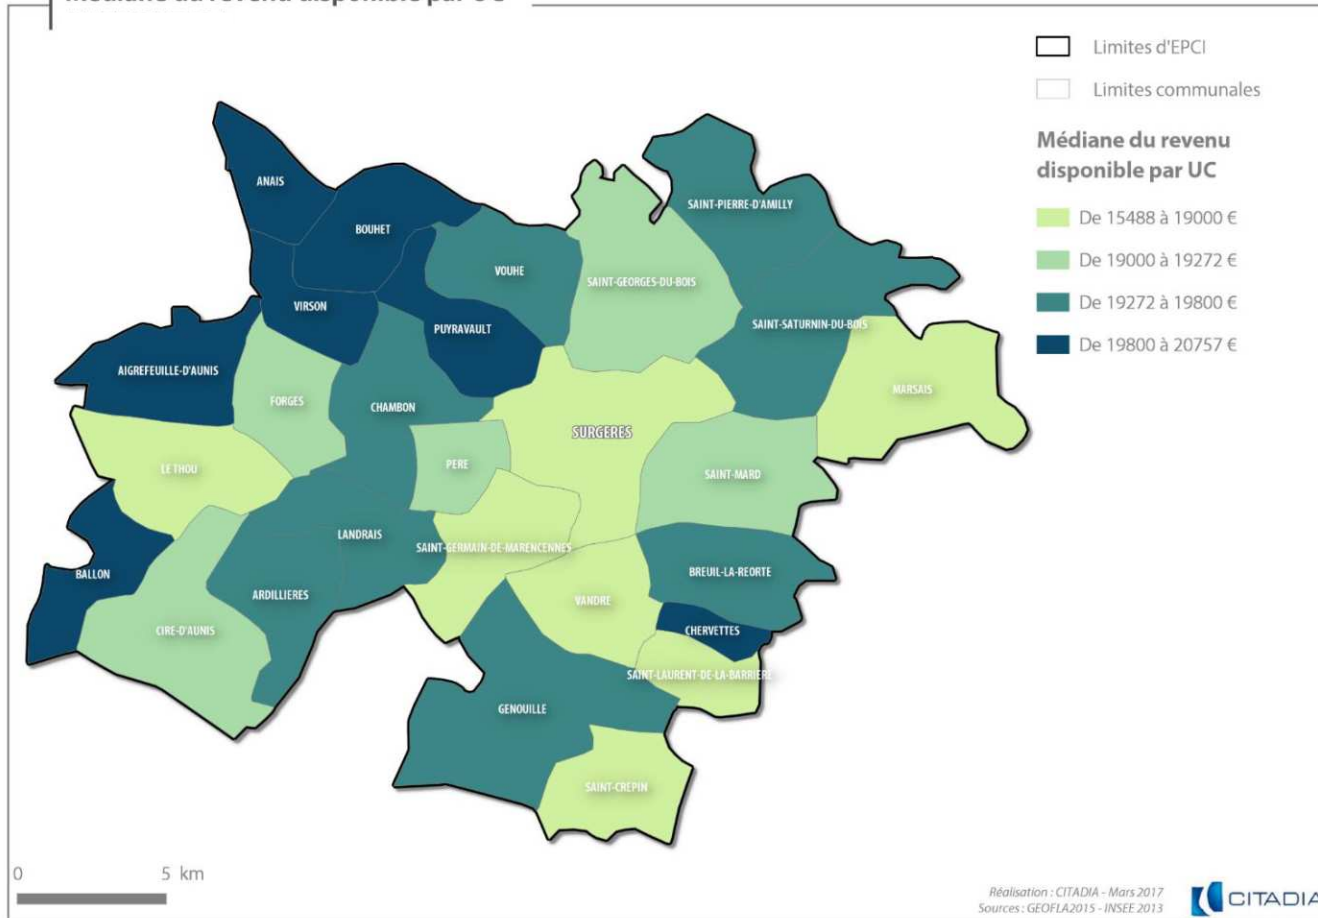 Médiane du revenu disponible par UC
Limites d'EPCI
Limites communales
Médiane du revenu
disponible par UC
De 15488 à 19000 €
De 19000 à 19272 €
De 19272 à 19800 €
De 19800 à 20757 €
ANAIS
BOUHET
SAINT-PIERRE-D'AMILLY
VOUHE
SAINT-GEORGES-DU-BOIS
VIRSON
PUYRAVAULT
SAINT-SATURNIN-DU-BOIS
AIGREFEUILLE-D'AUNIS
MARSAIS
FORGES
CHAMBON
SURGERES
LE THOU
PERE
SAINT-MARD
LANDRAIS
SAINT-GERMAIN-DE-MARENCENNES
BALLON
ARDILLIERES
BREUIL-LA-REORTE
VANDRE
CIRE-D'AUNIS
CHERVETTES
SAINT-LAURENT-DE-LA-BARRIERE
GENOUILLE
SAINT-CREPIN
0 5 km
Réalisation : CITADIA - Mars 2017
Sources : GEOFLA2015 - INSEE 2013
CITADIA